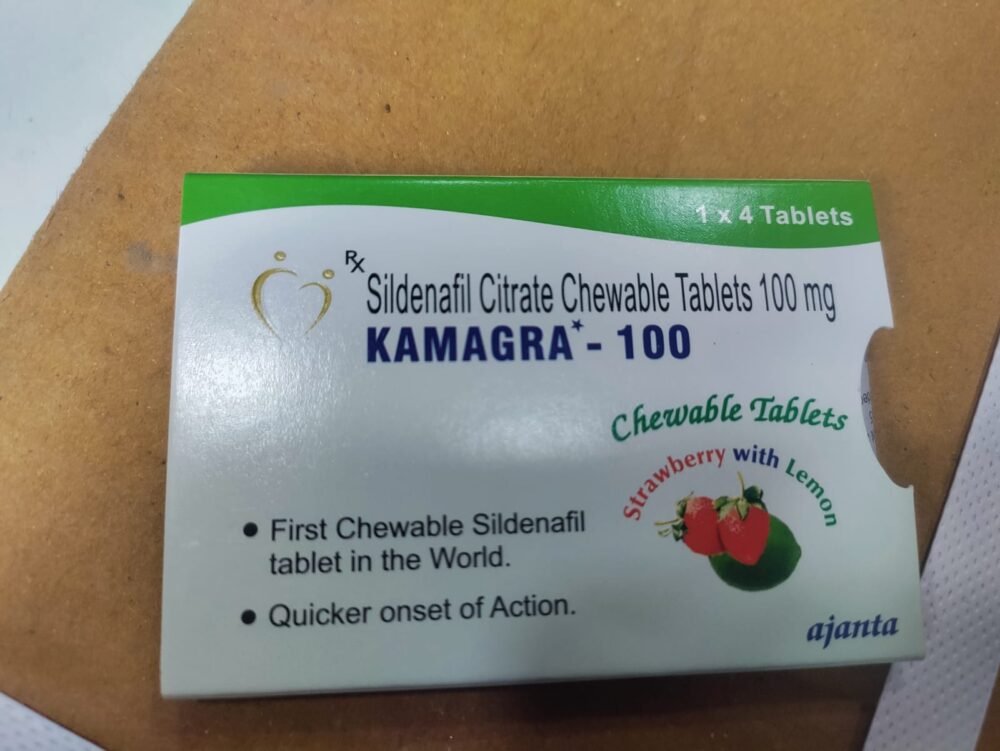 1 x 4 Tablets
Rx Sildenafil Citrate Chewable Tablets 100 mg
KAMAGRA* - 100
Chewable Tablets
Strawberry with Lemon
• First Chewable Sildenafil
tablet in the World.
• Quicker onset of Action.
ajanta